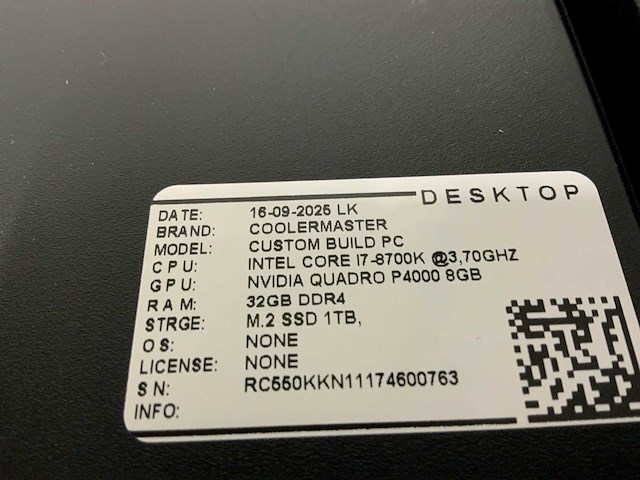 DESKTOP
DATE: 16-09-2025 LK
BRAND: COOLERMASTER
MODEL: CUSTOM BUILD PC
CPU: INTEL CORE I7-8700K @3,70GHZ
GPU: NVIDIA QUADRO P4000 8GB
RAM: 32GB DDR4
STRGE: M.2 SSD 1TB,
OS: NONE
LICENSE: NONE
SN: RC550KKN11174600763
INFO: